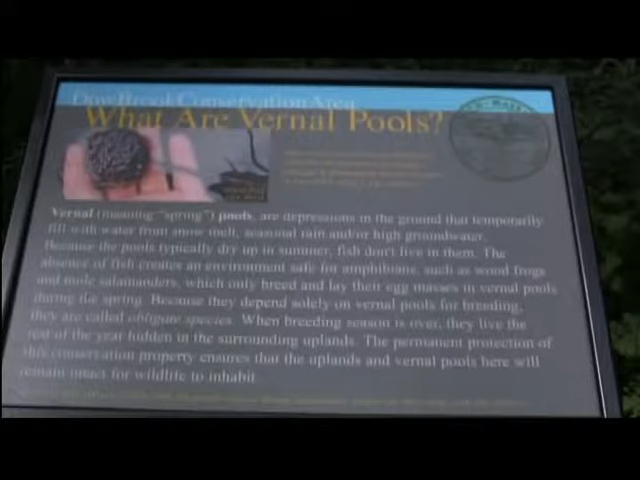 Dow Brook Conservation Area
What Are Vernal Pools?
Vernal (meaning "spring") pools, are depressions in the ground that temporarily
fill with water from snow melt, seasonal rain and/or high groundwater.
Because the pools typically dry up in summer, fish don't live in them. The
absence of fish creates an environment safe for amphibians, such as wood frogs
and mole salamanders, which only breed and lay their egg masses in vernal pools
during the spring. Because they depend solely on vernal pools for breeding,
they are called obligate species. When breeding season is over, they live the
rest of the year hidden in the surrounding uplands. The permanent protection of
this conservation property ensures that the uplands and vernal pools here will
remain intact for wildlife to inhabit.